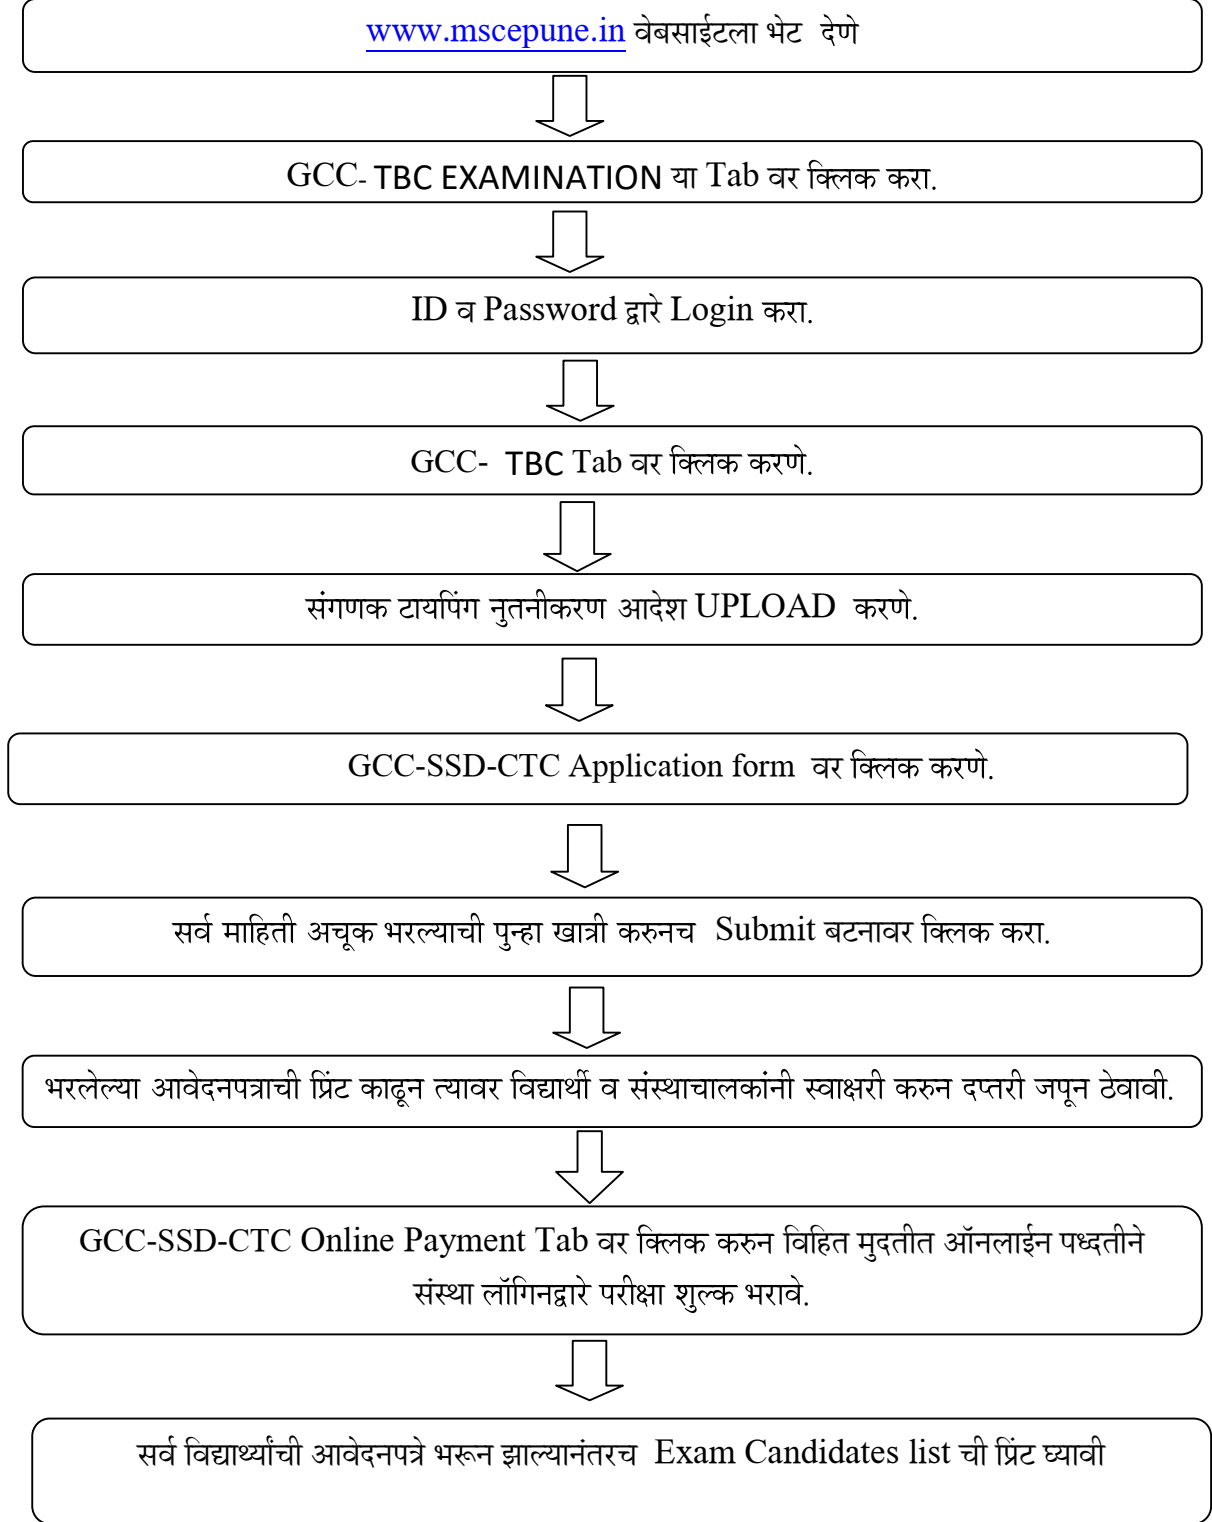 www.mscepune.in वेबसाईटला भेट देणे
GCC- TBC EXAMINATION या Tab वर क्लिक करा.
ID व Password द्वारे Login करा.
GCC- TBC Tab वर क्लिक करणे.
संगणक टायपिंग नुतनीकरण आदेश UPLOAD करणे.
GCC-SSD-CTC Application form वर क्लिक करणे.
सर्व माहिती अचूक भरल्याची पुन्हा खात्री करुनच Submit बटनावर क्लिक करा.
भरलेल्या आवेदनपत्राची प्रिंट काढून त्यावर विद्यार्थी व संस्थाचालकांनी स्वाक्षरी करुन दप्तरी जपून ठेवावी.
GCC-SSD-CTC Online Payment Tab वर क्लिक करुन विहित मुदतीत ऑनलाईन पध्दतीने
संस्था लॉगिनद्वारे परीक्षा शुल्क भरावे.
सर्व विद्यार्थ्यांची आवेदनपत्रे भरून झाल्यानंतरच Exam Candidates list ची प्रिंट घ्यावी